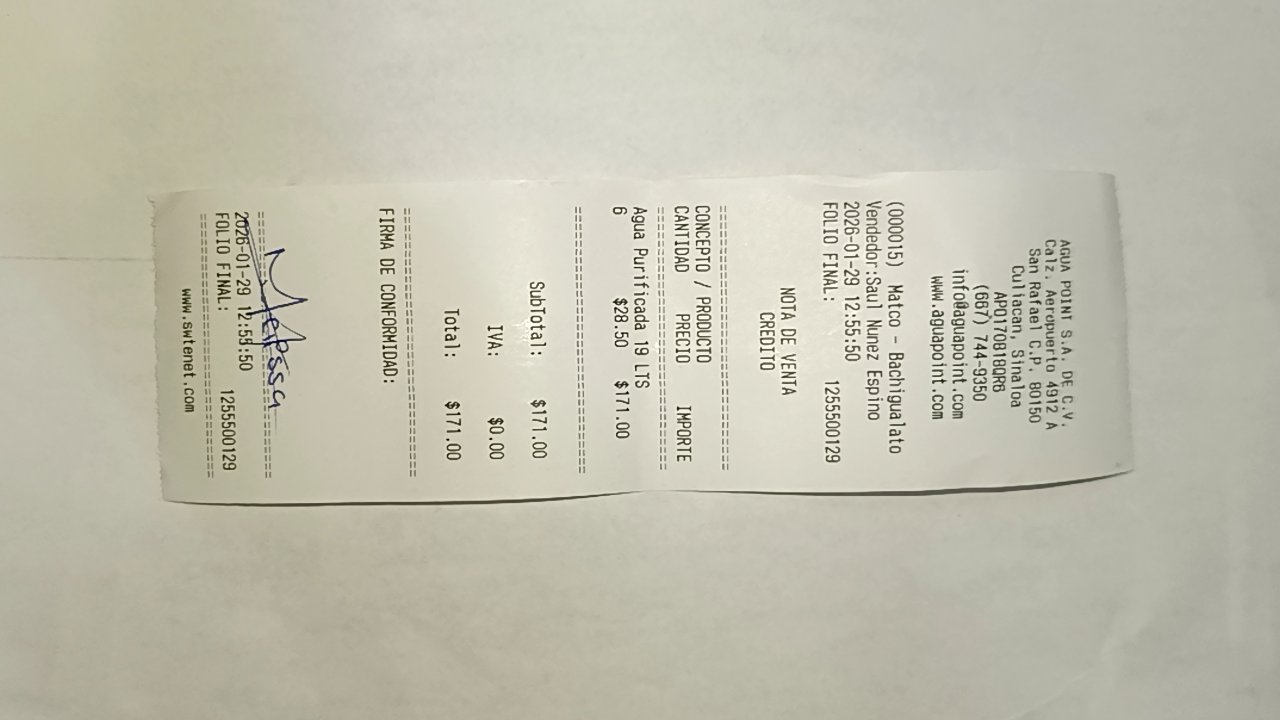 AGUA POINT S.A. DE C.V.
Calz. Aeropuerto 4912 A
San Rafael C.P. 80150
Culiacan, Sinaloa
APO170818QR6
(667) 744-9350
info@aguapoint.com
www.aguapoint.com
(000015) Matco - Bachigualato
Vendedor:Saul Nunez Espino
2026-01-29 12:55:50
FOLIO FINAL: 1255500129
NOTA DE VENTA
CREDITO
================================
CONCEPTO / PRODUCTO
CANTIDAD PRECIO IMPORTE
================================
Agua Purificada 19 LTS
6 $28.50 $171.00
================================
SubTotal: $171.00
IVA: $0.00
Total: $171.00
================================
FIRMA DE CONFORMIDAD:
Melissa
================================
2026-01-29 12:55:50
FOLIO FINAL: 1255500129
================================
www.swtenet.com